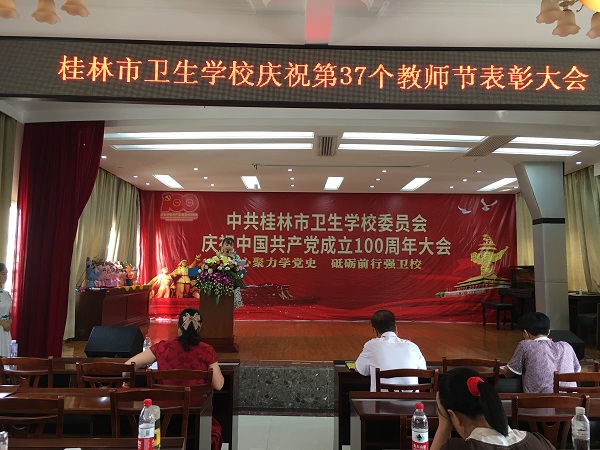 桂林市卫生学校庆祝第37个教师节表彰大会
中共桂林市卫生学校委员会
庆祝中国共产党成立100周年大会
心聚力学党史 砥砺前行强卫校